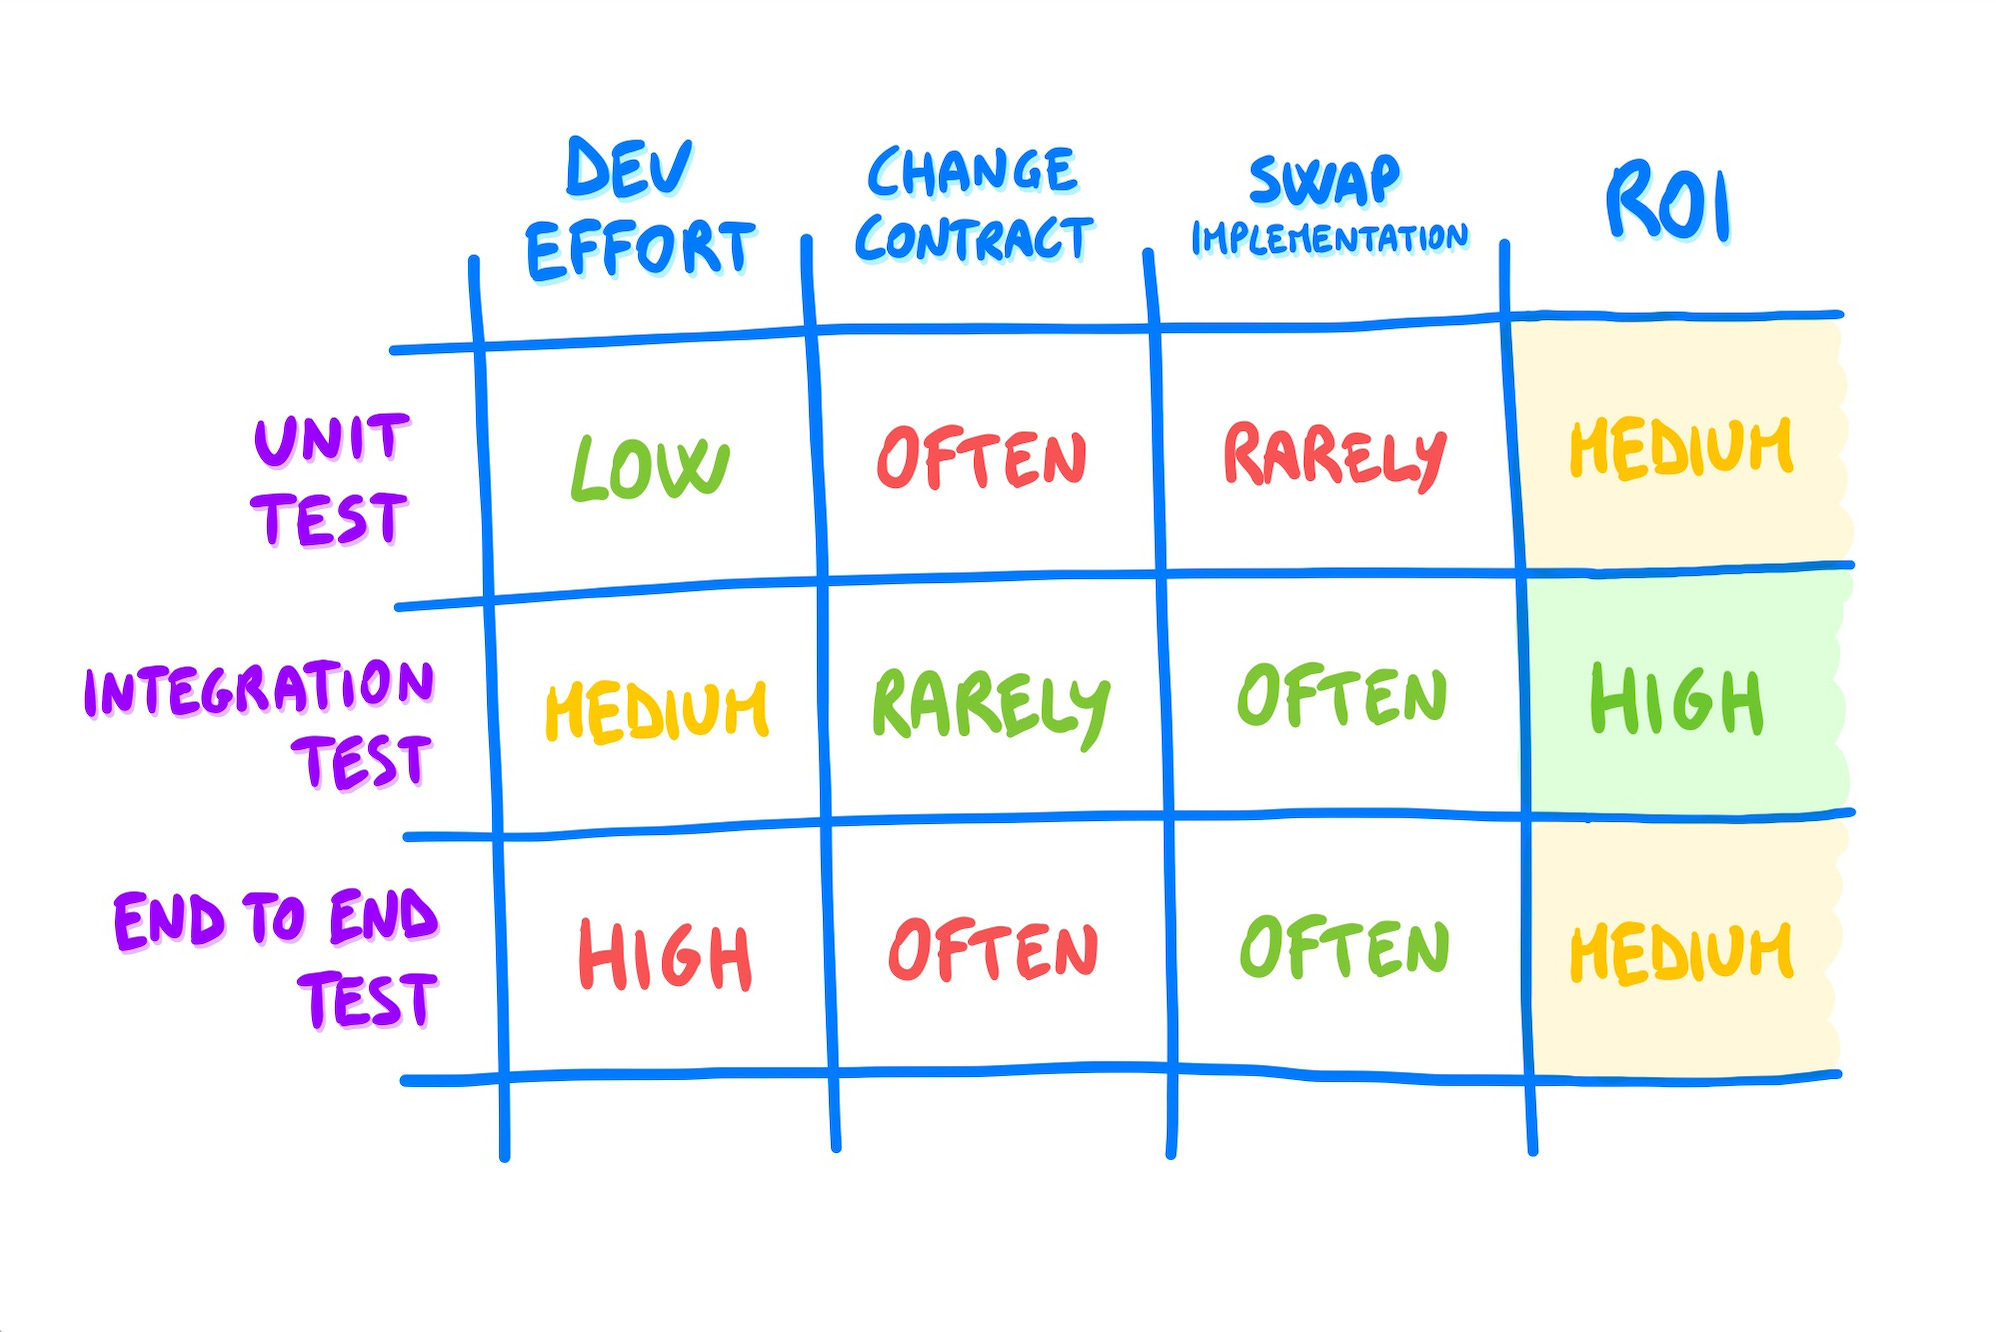 DEV
EFFORT
CHANGE
CONTRACT
SWAP
IMPLEMENTATION
ROI
UNIT
TEST
LOW
OFTEN
RARELY
MEDIUM
INTEGRATION
TEST
MEDIUM
RARELY
OFTEN
HIGH
END TO END
TEST
HIGH
OFTEN
OFTEN
MEDIUM